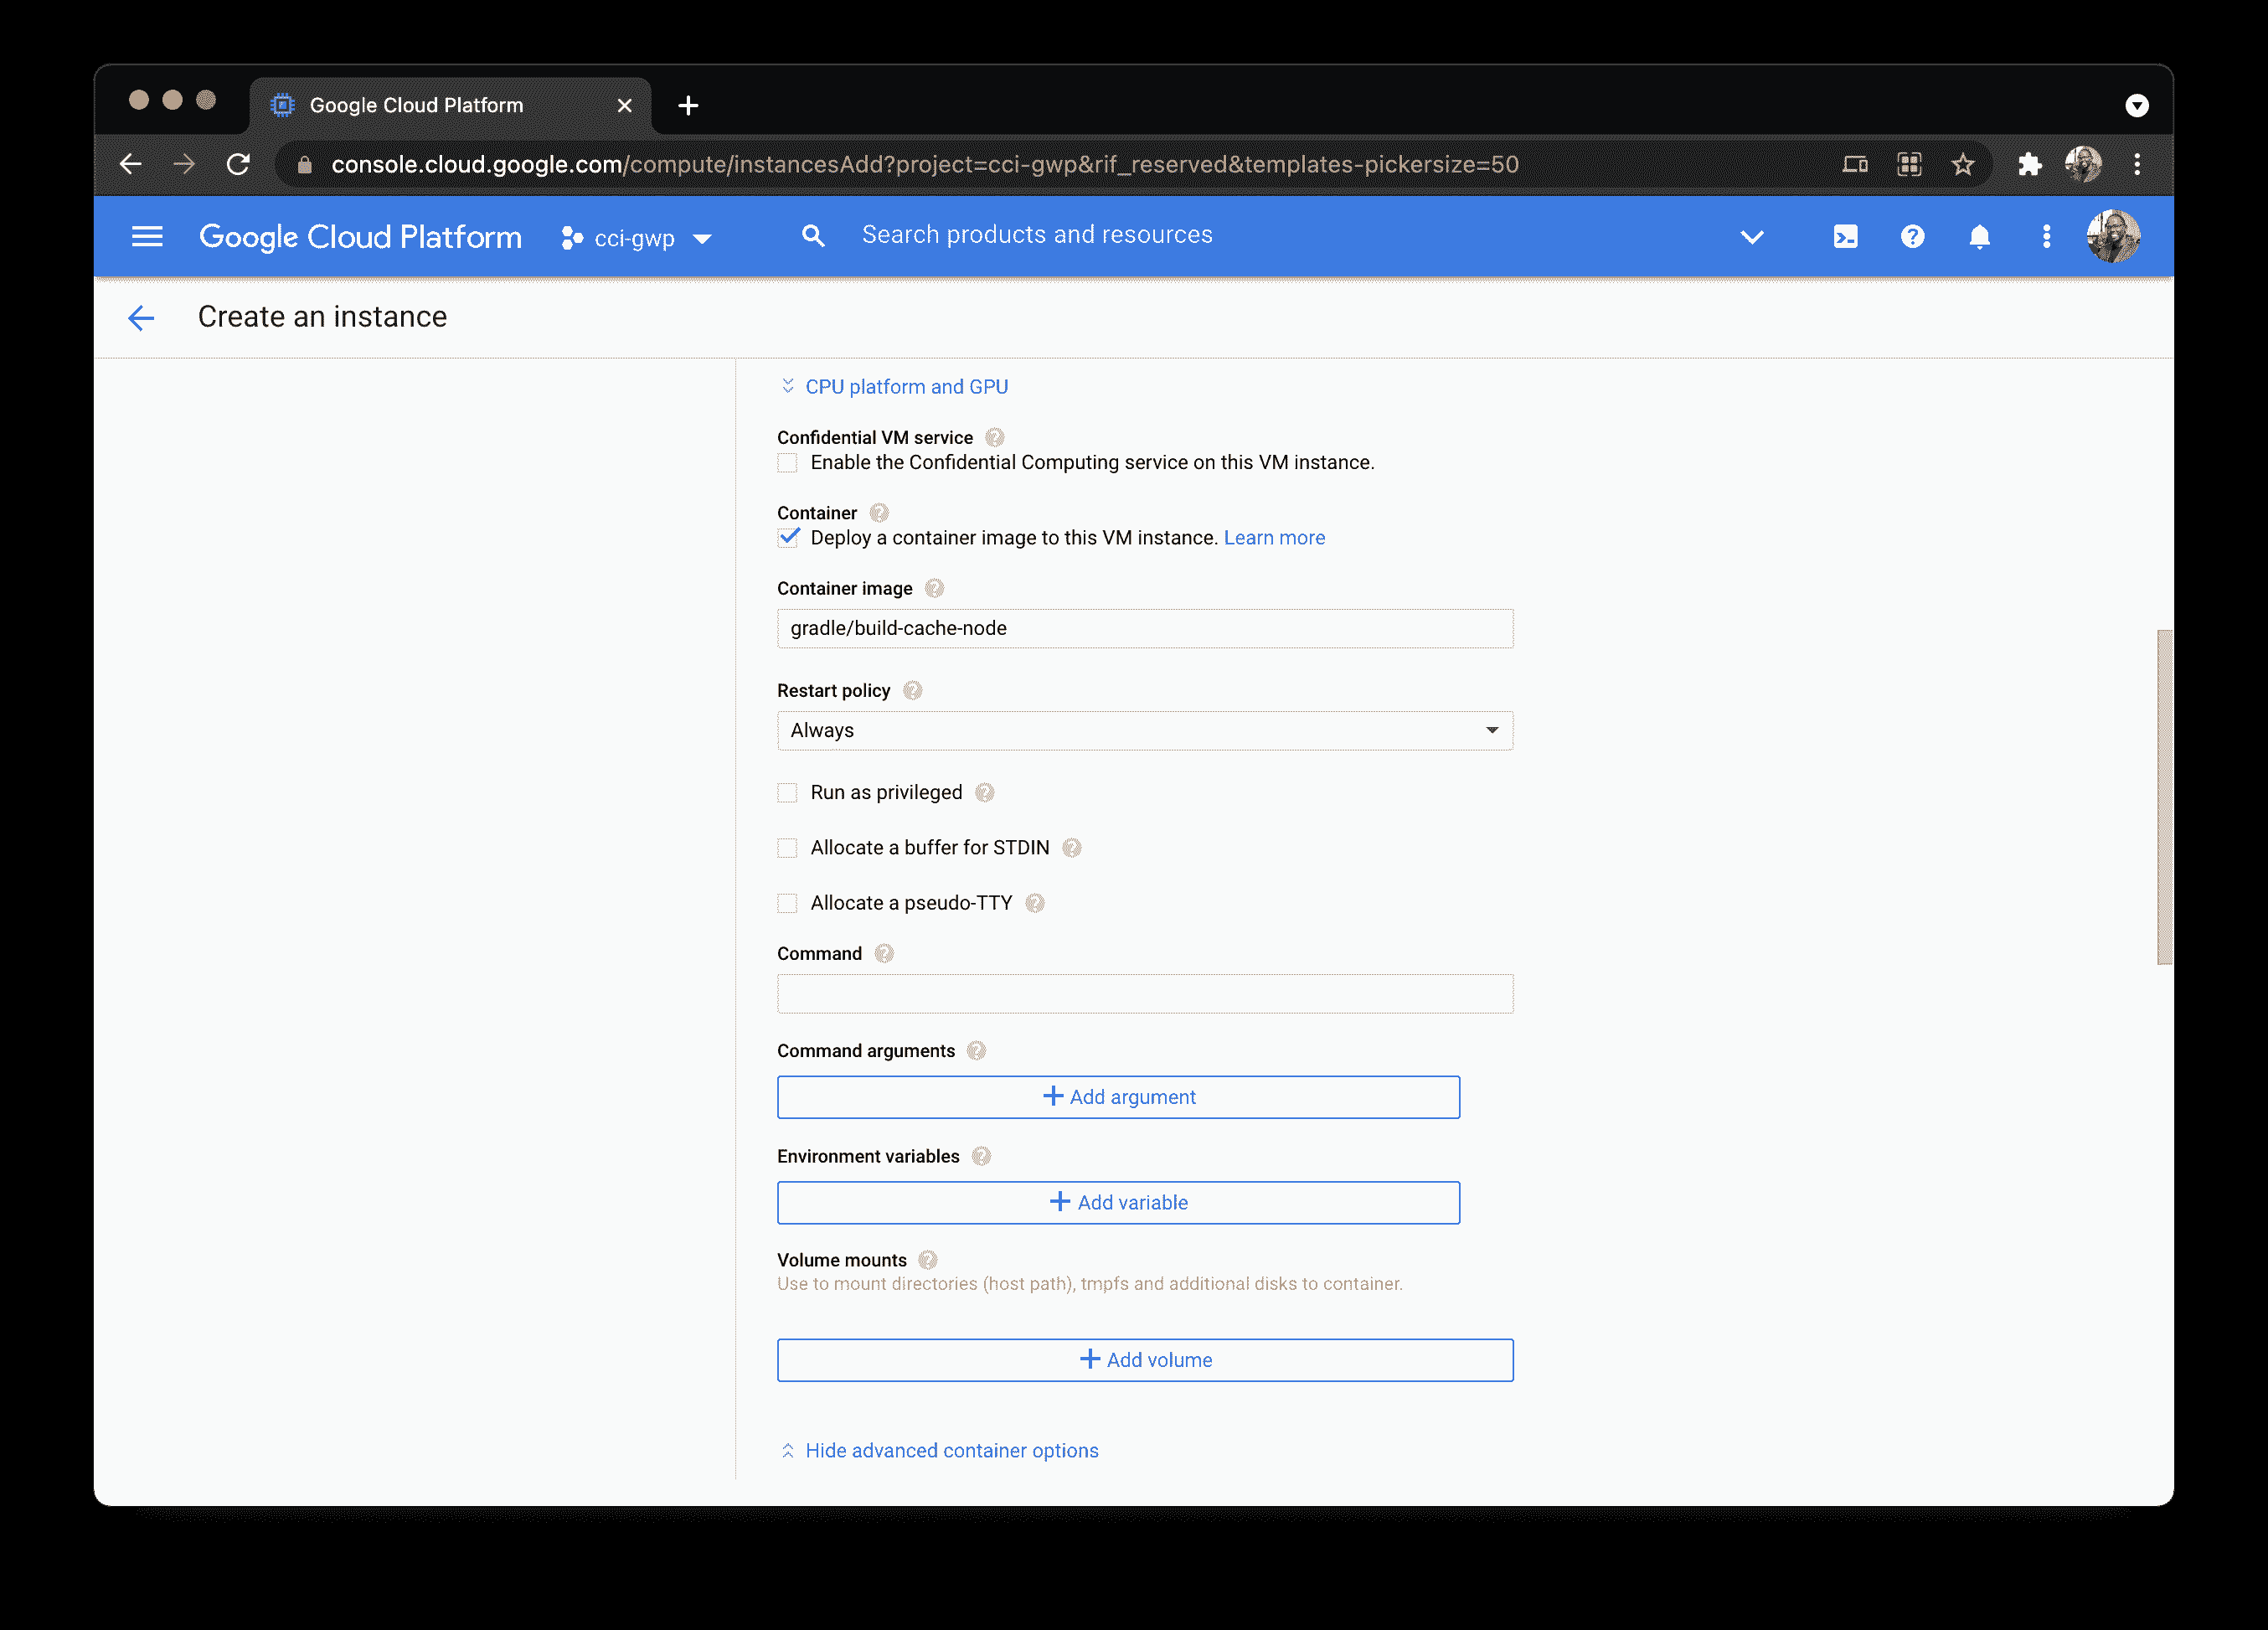 Google Cloud Platform
console.cloud.google.com/compute/instancesAdd?project=cci-gwp&rif_reserved&templates-pickersize=50
Google Cloud Platform cci-gwp Search products and resources
Create an instance
CPU platform and GPU
Confidential VM service
Enable the Confidential Computing service on this VM instance.
Container
Deploy a container image to this VM instance. Learn more
Container image
gradle/build-cache-node
Restart policy
Always
Run as privileged
Allocate a buffer for STDIN
Allocate a pseudo-TTY
Command
Command arguments
+ Add argument
Environment variables
+ Add variable
Volume mounts
Use to mount directories (host path), tmpfs and additional disks to container.
+ Add volume
Hide advanced container options